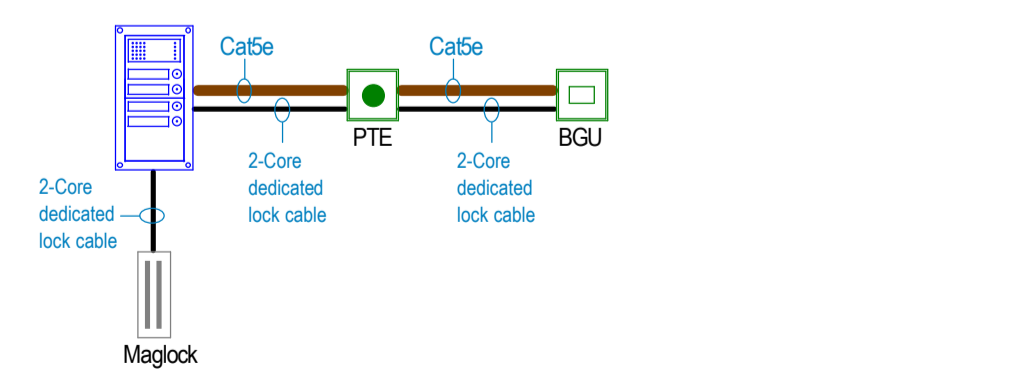 Cat5e
Cat5e
PTE
BGU
2-Core
dedicated
lock cable
2-Core
dedicated
lock cable
2-Core
dedicated
lock cable
Maglock